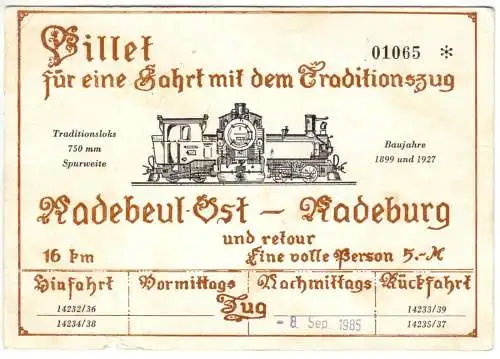 Billet
01065 *
für eine Fahrt mit dem Traditionszug
Traditionsloks
750 mm
Spurweite
Baujahre
1899 und 1927
Radebeul-Ost – Radeburg
und retour
16 km
Eine volle Person 5.-M
Hinfahrt
Vormittags
Nachmittags
Rückfahrt
Zug
14232/36
14234/38
- 8. Sep. 1985
14233/39
14235/37